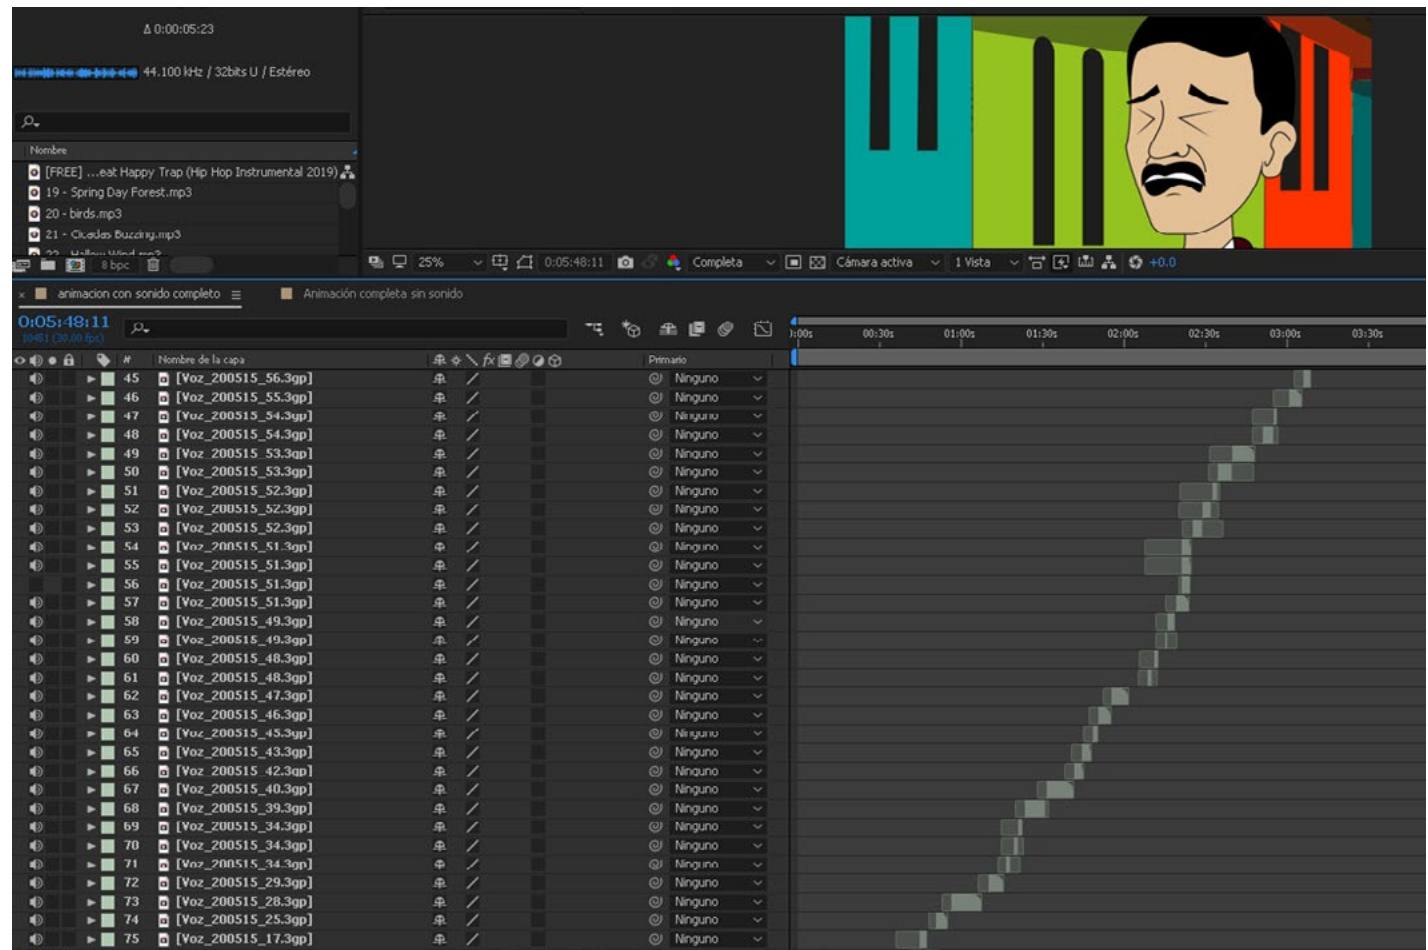 Δ 0:00:05:23
44.100 kHz / 32bits U / Estéreo
Nombre
[FREE] ...eat Happy Trap (Hip Hop Instrumental 2019)
19 - Spring Day Forest.mp3
20 - birds.mp3
21 - Cicadas Buzzing.mp3
22 - Hallow Wind.mp3
8 bpc
25% 0:05:48:11 Completa Cámara activa 1 Vista +0.0
× animacion con sonido completo Animación completa sin sonido
0:05:48:11
10451 (30.00 fps)
):00s 00:30s 01:00s 01:30s 02:00s 02:30s 03:00s 03:30s
# Nombre de la capa fx Primario
45 [Voz_200515_56.3gp] Ninguno
46 [Voz_200515_55.3gp] Ninguno
47 [Voz_200515_54.3gp] Ninguno
48 [Voz_200515_54.3gp] Ninguno
49 [Voz_200515_53.3gp] Ninguno
50 [Voz_200515_53.3gp] Ninguno
51 [Voz_200515_52.3gp] Ninguno
52 [Voz_200515_52.3gp] Ninguno
53 [Voz_200515_52.3gp] Ninguno
54 [Voz_200515_51.3gp] Ninguno
55 [Voz_200515_51.3gp] Ninguno
56 [Voz_200515_51.3gp] Ninguno
57 [Voz_200515_51.3gp] Ninguno
58 [Voz_200515_49.3gp] Ninguno
59 [Voz_200515_49.3gp] Ninguno
60 [Voz_200515_48.3gp] Ninguno
61 [Voz_200515_48.3gp] Ninguno
62 [Voz_200515_47.3gp] Ninguno
63 [Voz_200515_46.3gp] Ninguno
64 [Voz_200515_45.3gp] Ninguno
65 [Voz_200515_43.3gp] Ninguno
66 [Voz_200515_42.3gp] Ninguno
67 [Voz_200515_40.3gp] Ninguno
68 [Voz_200515_39.3gp] Ninguno
69 [Voz_200515_34.3gp] Ninguno
70 [Voz_200515_34.3gp] Ninguno
71 [Voz_200515_34.3gp] Ninguno
72 [Voz_200515_29.3gp] Ninguno
73 [Voz_200515_28.3gp] Ninguno
74 [Voz_200515_25.3gp] Ninguno
75 [Voz_200515_17.3gp] Ninguno